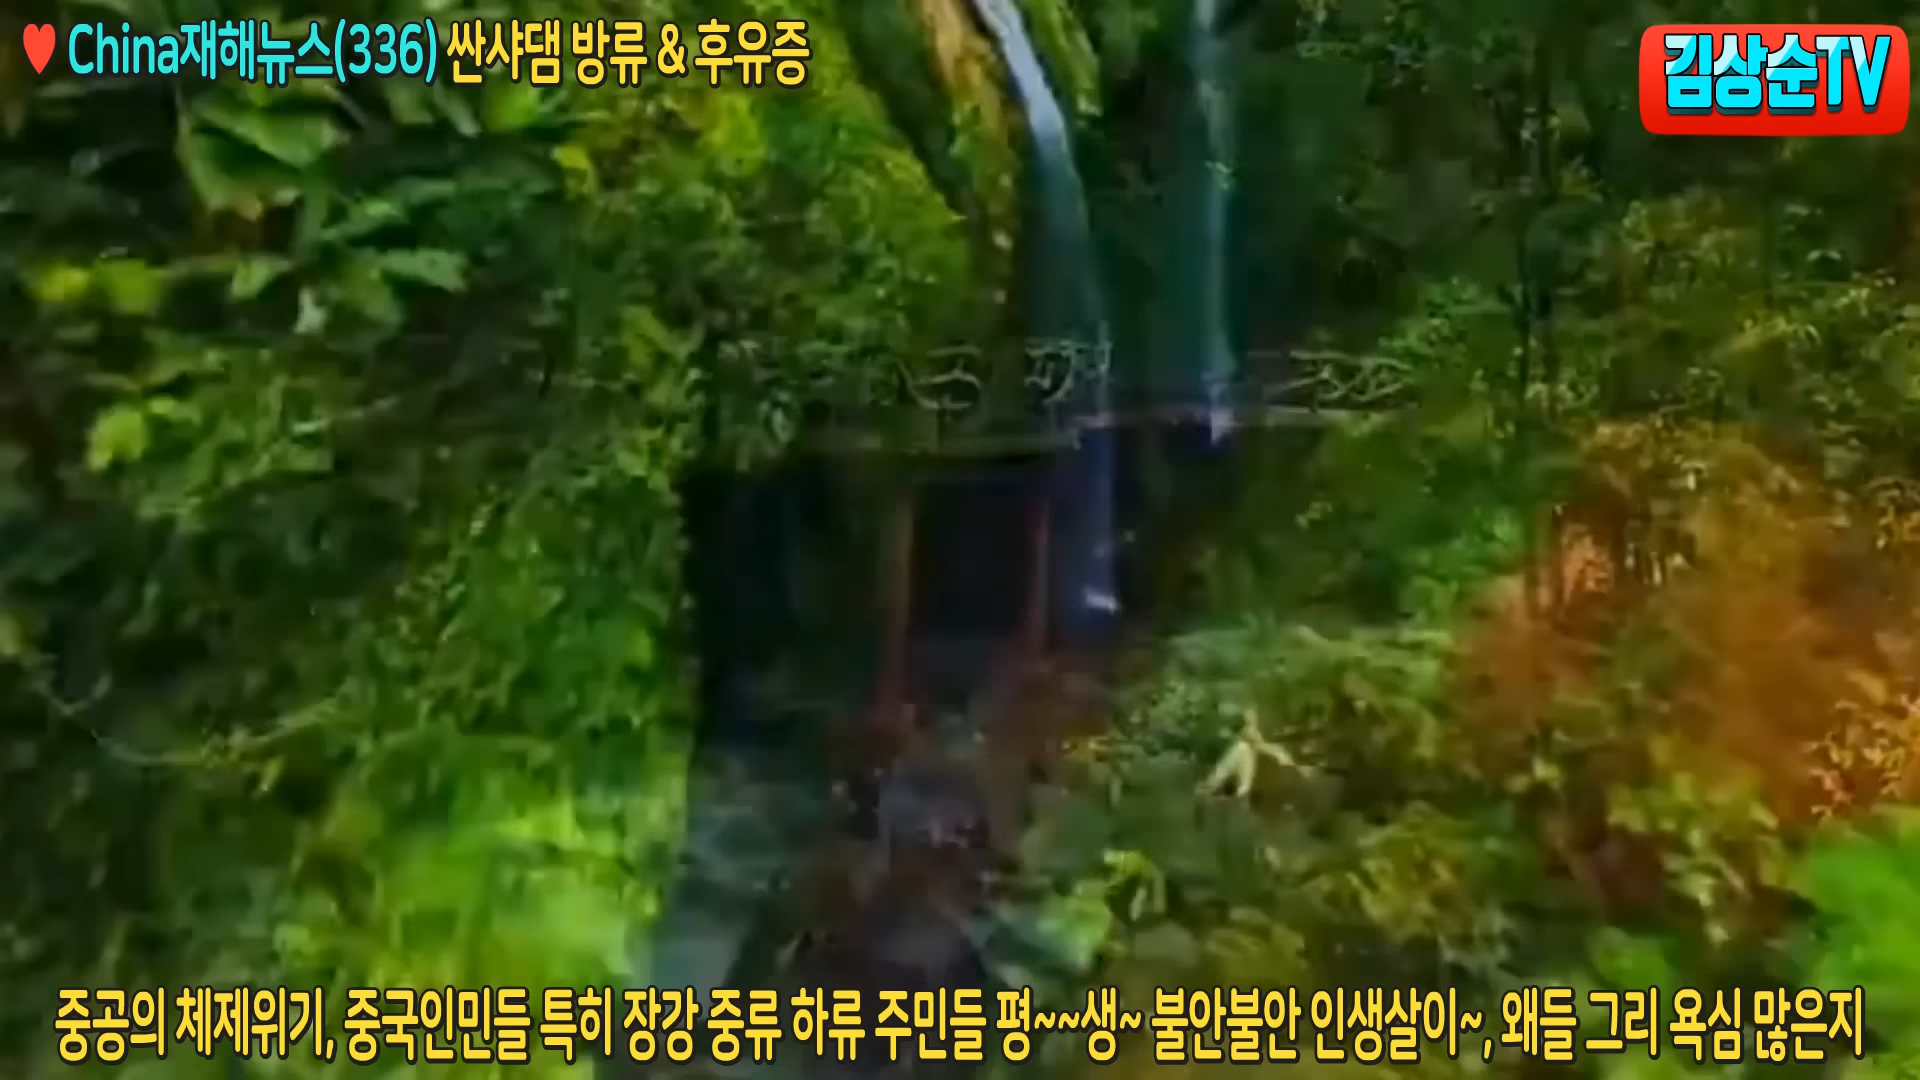 ♥ China재해뉴스(336) 싼샤댐 방류 & 후유증
김상순TV
중공의 체제위기, 중국인민들 특히 장강 중류 하류 주민들 평~~생~ 불안불안 인생살이~, 왜들 그리 욕심 많은지